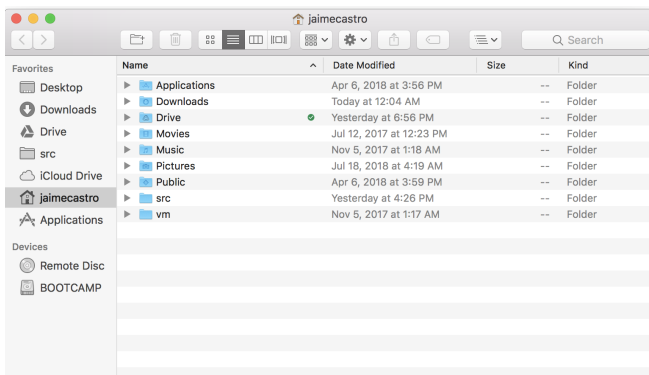 jaimecastro
Search
Favorites
Desktop
Downloads
Drive
src
iCloud Drive
jaimecastro
Applications
Devices
Remote Disc
BOOTCAMP
Name Date Modified Size Kind
Applications Apr 6, 2018 at 3:56 PM -- Folder
Downloads Today at 12:04 AM -- Folder
Drive Yesterday at 6:56 PM -- Folder
Movies Jul 12, 2017 at 12:23 PM -- Folder
Music Nov 5, 2017 at 1:18 AM -- Folder
Pictures Jul 18, 2018 at 4:19 AM -- Folder
Public Apr 6, 2018 at 3:59 PM -- Folder
src Yesterday at 4:26 PM -- Folder
vm Nov 5, 2017 at 1:17 AM -- Folder